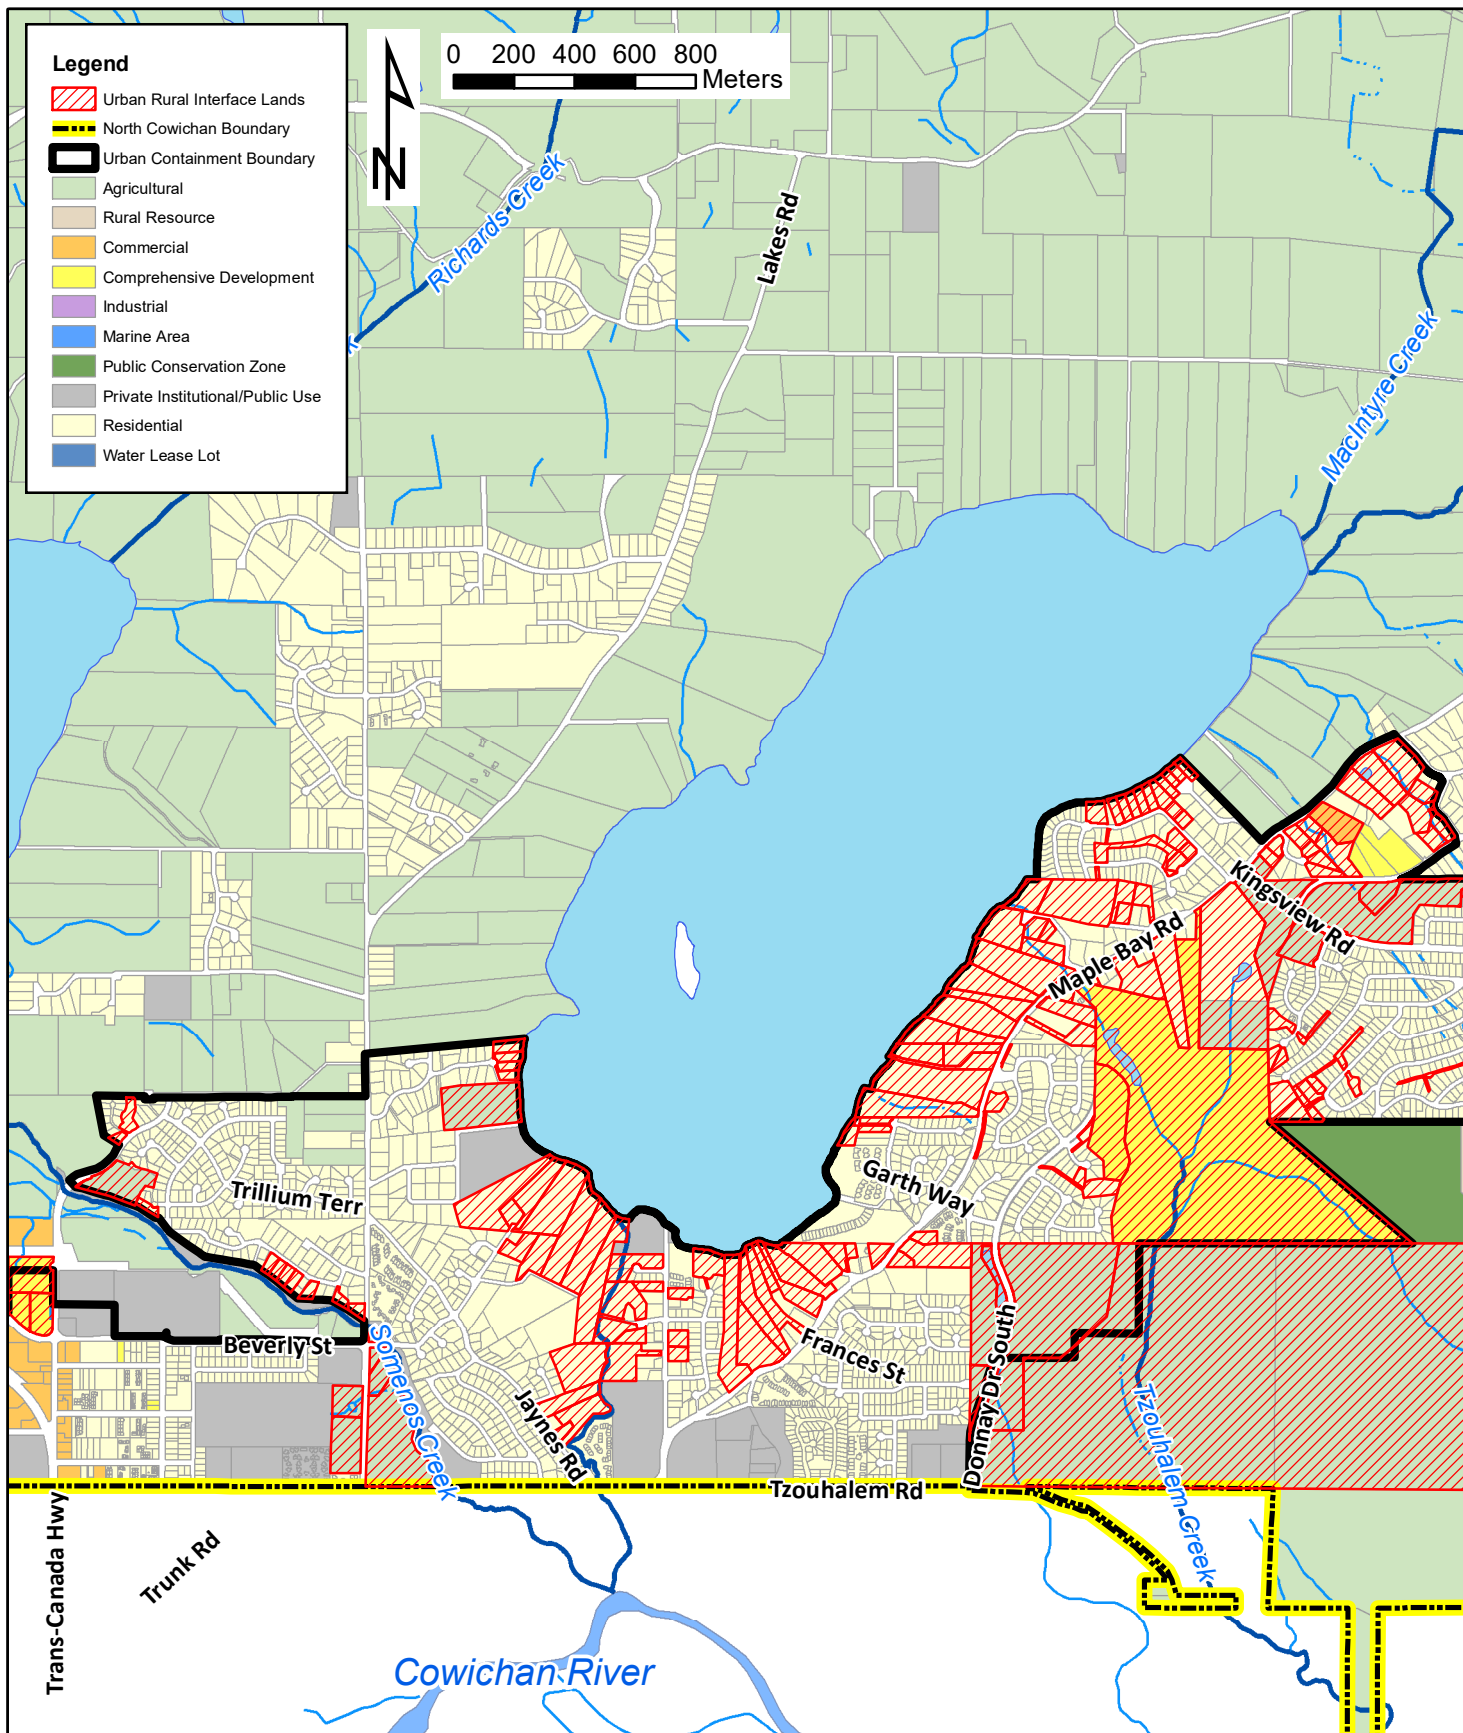 Legend
Urban Rural Interface Lands
North Cowichan Boundary
Urban Containment Boundary
Agricultural
Rural Resource
Commercial
Comprehensive Development
Industrial
Marine Area
Public Conservation Zone
Private Institutional/Public Use
Residential
Water Lease Lot
N
0 200 400 600 800
Meters
Richards Creek
k
Lakes Rd
MacIntyre Creek
Kingsview Rd
Maple Bay Rd
Garth Way
Trillium Terr
Beverly St
Somenos Creek
Jaynes Rd
Frances St
Donnay Dr South
Tzouhalem Creek
Tzouhalem Rd
Trans-Canada Hwy
Trunk Rd
Cowichan River